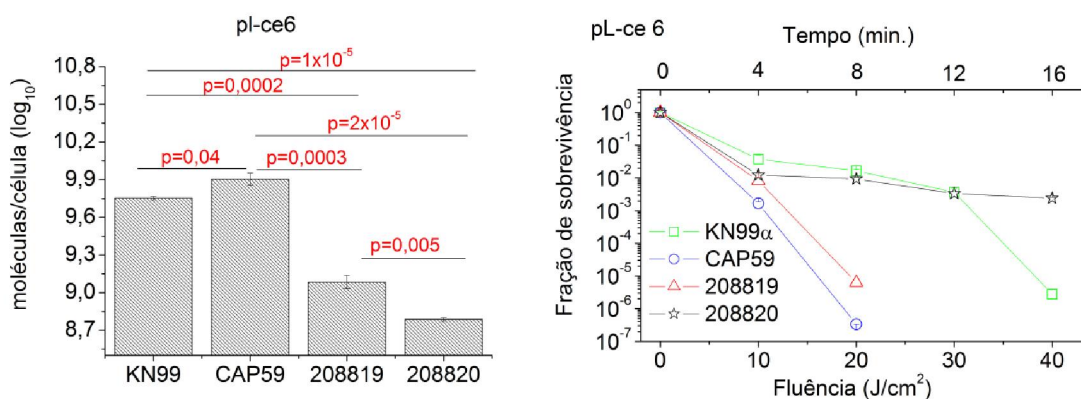 pl-ce6
moléculas/célula (log10)
10,8
10,5
10,2
9,9
9,6
9,3
9,0
8,7
p=1x10-5
p=0,0002
p=2x10-5
p=0,04
p=0,0003
p=0,005
KN99
CAP59
208819
208820
pL-ce 6
Tempo (min.)
0 4 8 12 16
Fração de sobrevivência
100
10-1
10-2
10-3
10-4
10-5
10-6
10-7
KN99α
CAP59
208819
208820
0 10 20 30 40
Fluência (J/cm2)